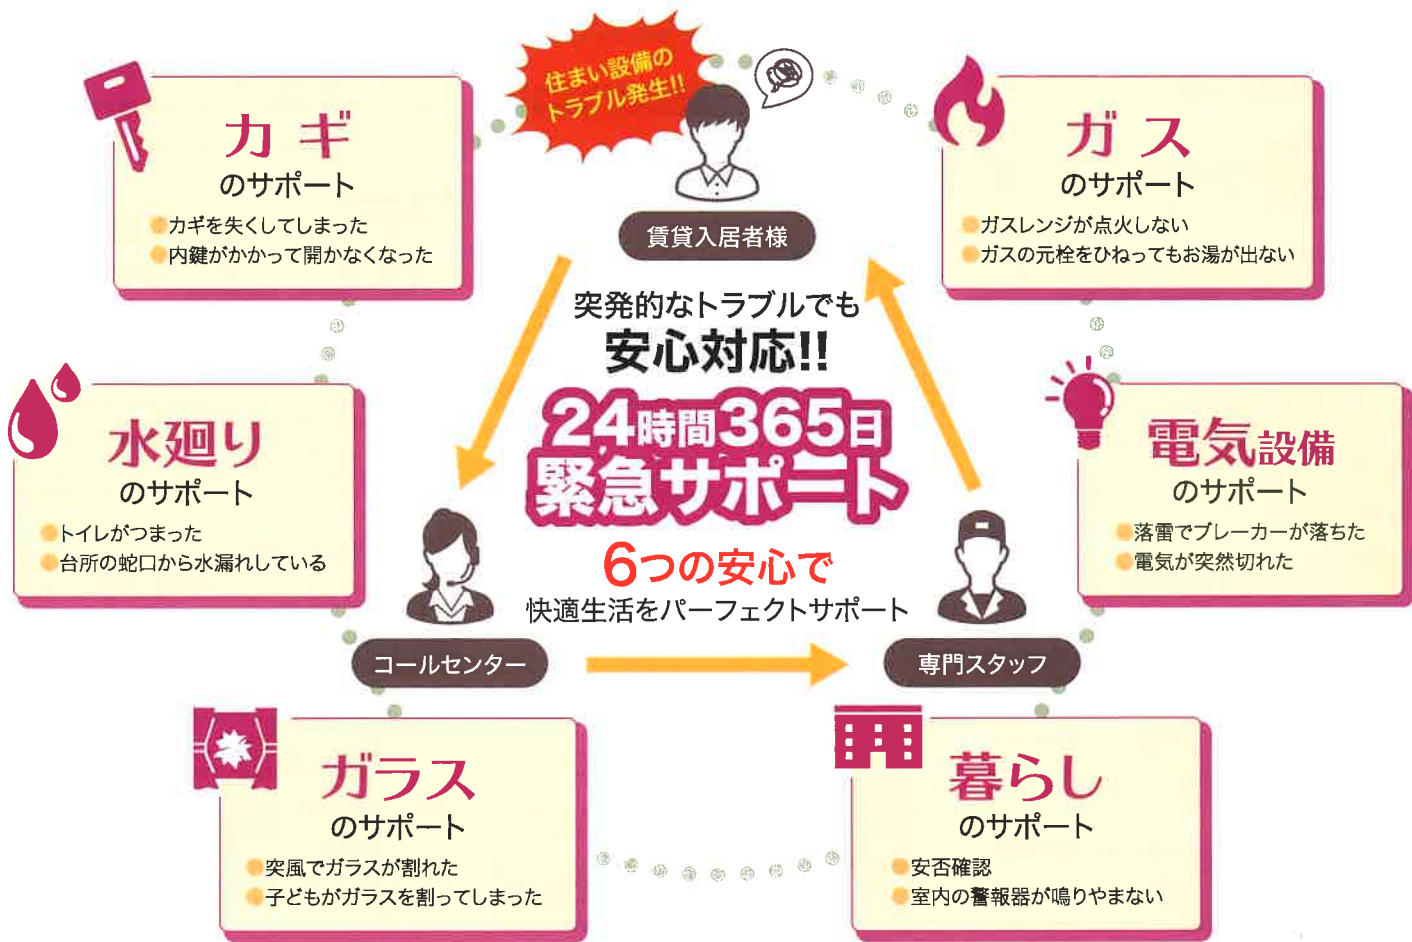 住まい設備の
トラブル発生!!
賃貸入居者様
カギ
のサポート
カギを失くしてしまった
内鍵がかかって開かなくなった
ガス
のサポート
ガスレンジが点火しない
ガスの元栓をひねってもお湯が出ない
突発的なトラブルでも
安心対応!!
24時間365日
緊急サポート
6つの安心で
快適生活をパーフェクトサポート
水廻り
のサポート
トイレがつまった
台所の蛇口から水漏れしている
電気設備
のサポート
落雷でブレーカーが落ちた
電気が突然切れた
コールセンター
専門スタッフ
ガラス
のサポート
突風でガラスが割れた
子どもがガラスを割ってしまった
暮らし
のサポート
安否確認
室内の警報器が鳴りやまない